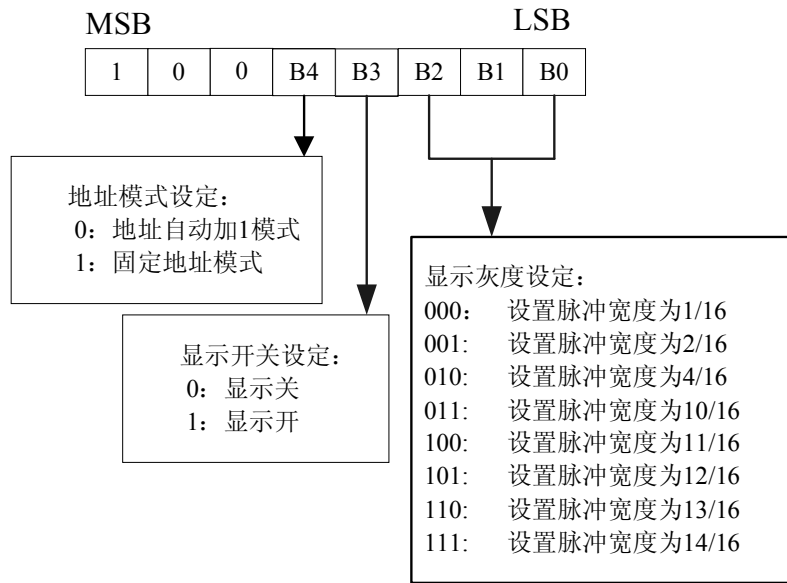 MSB LSB
1 0 0 B4 B3 B2 B1 B0
地址模式设定：
0：地址自动加1模式
1：固定地址模式
显示开关设定：
0：显示关
1：显示开
显示灰度设定：
000： 设置脉冲宽度为1/16
001: 设置脉冲宽度为2/16
010: 设置脉冲宽度为4/16
011: 设置脉冲宽度为10/16
100: 设置脉冲宽度为11/16
101: 设置脉冲宽度为12/16
110: 设置脉冲宽度为13/16
111: 设置脉冲宽度为14/16